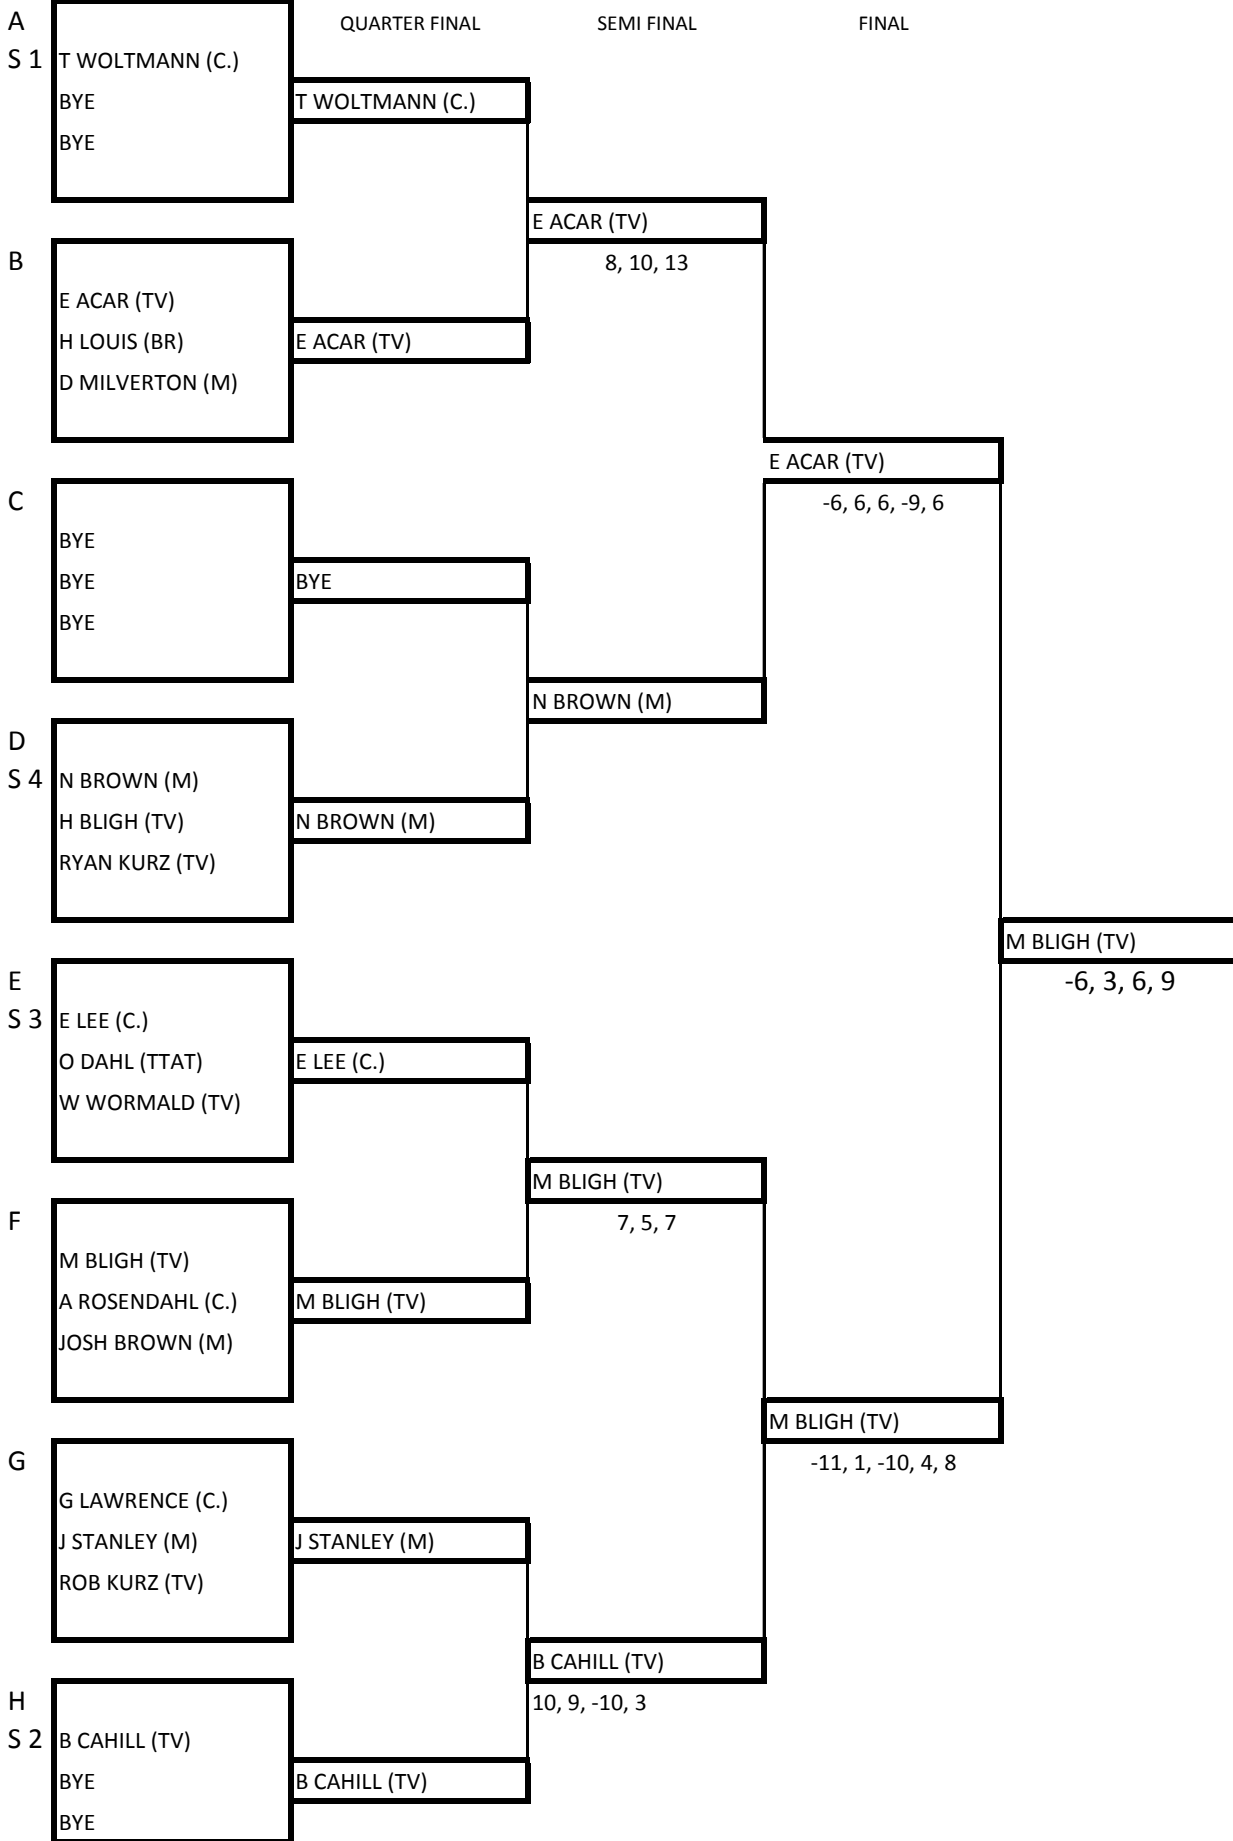 A
QUARTER FINAL
SEMI FINAL
FINAL
S 1
T WOLTMANN (C.)
BYE
T WOLTMANN (C.)
BYE
E ACAR (TV)
B
8, 10, 13
E ACAR (TV)
H LOUIS (BR)
E ACAR (TV)
D MILVERTON (M)
E ACAR (TV)
C
-6, 6, 6, -9, 6
BYE
BYE
BYE
BYE
N BROWN (M)
D
S 4
N BROWN (M)
H BLIGH (TV)
N BROWN (M)
RYAN KURZ (TV)
M BLIGH (TV)
E
-6, 3, 6, 9
S 3
E LEE (C.)
O DAHL (TTAT)
E LEE (C.)
W WORMALD (TV)
M BLIGH (TV)
F
7, 5, 7
M BLIGH (TV)
A ROSENDAHL (C.)
M BLIGH (TV)
JOSH BROWN (M)
M BLIGH (TV)
G
-11, 1, -10, 4, 8
G LAWRENCE (C.)
J STANLEY (M)
J STANLEY (M)
ROB KURZ (TV)
B CAHILL (TV)
H
10, 9, -10, 3
S 2
B CAHILL (TV)
BYE
B CAHILL (TV)
BYE